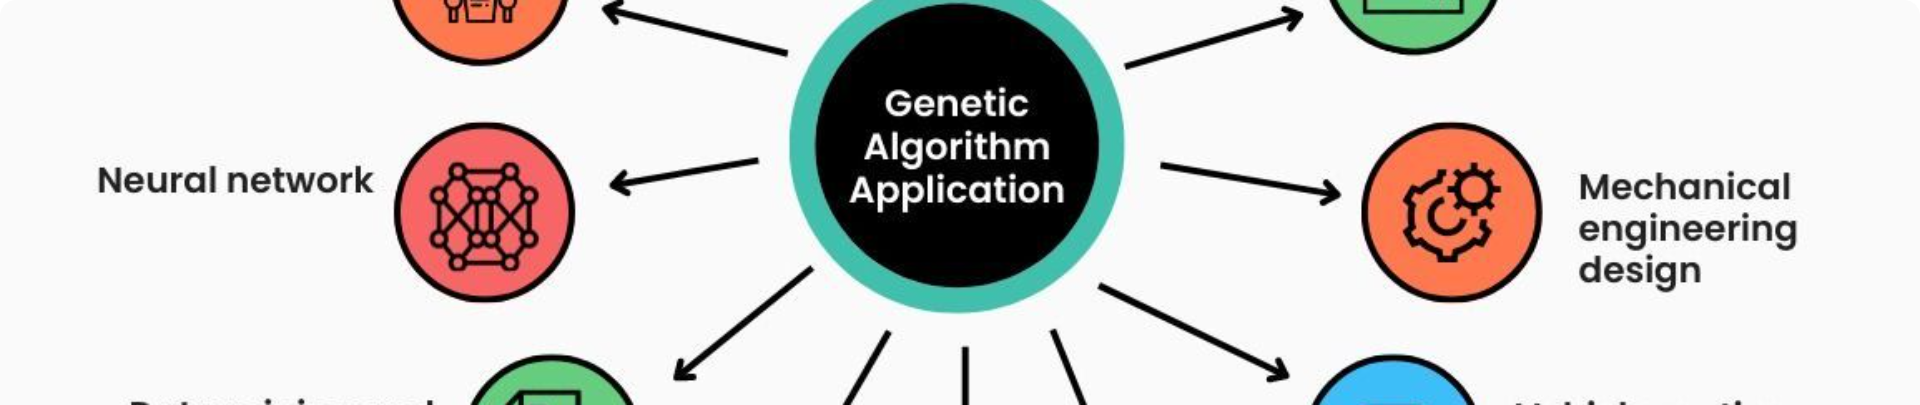 Genetic
Algorithm
Application
Neural network
Mechanical
engineering
design